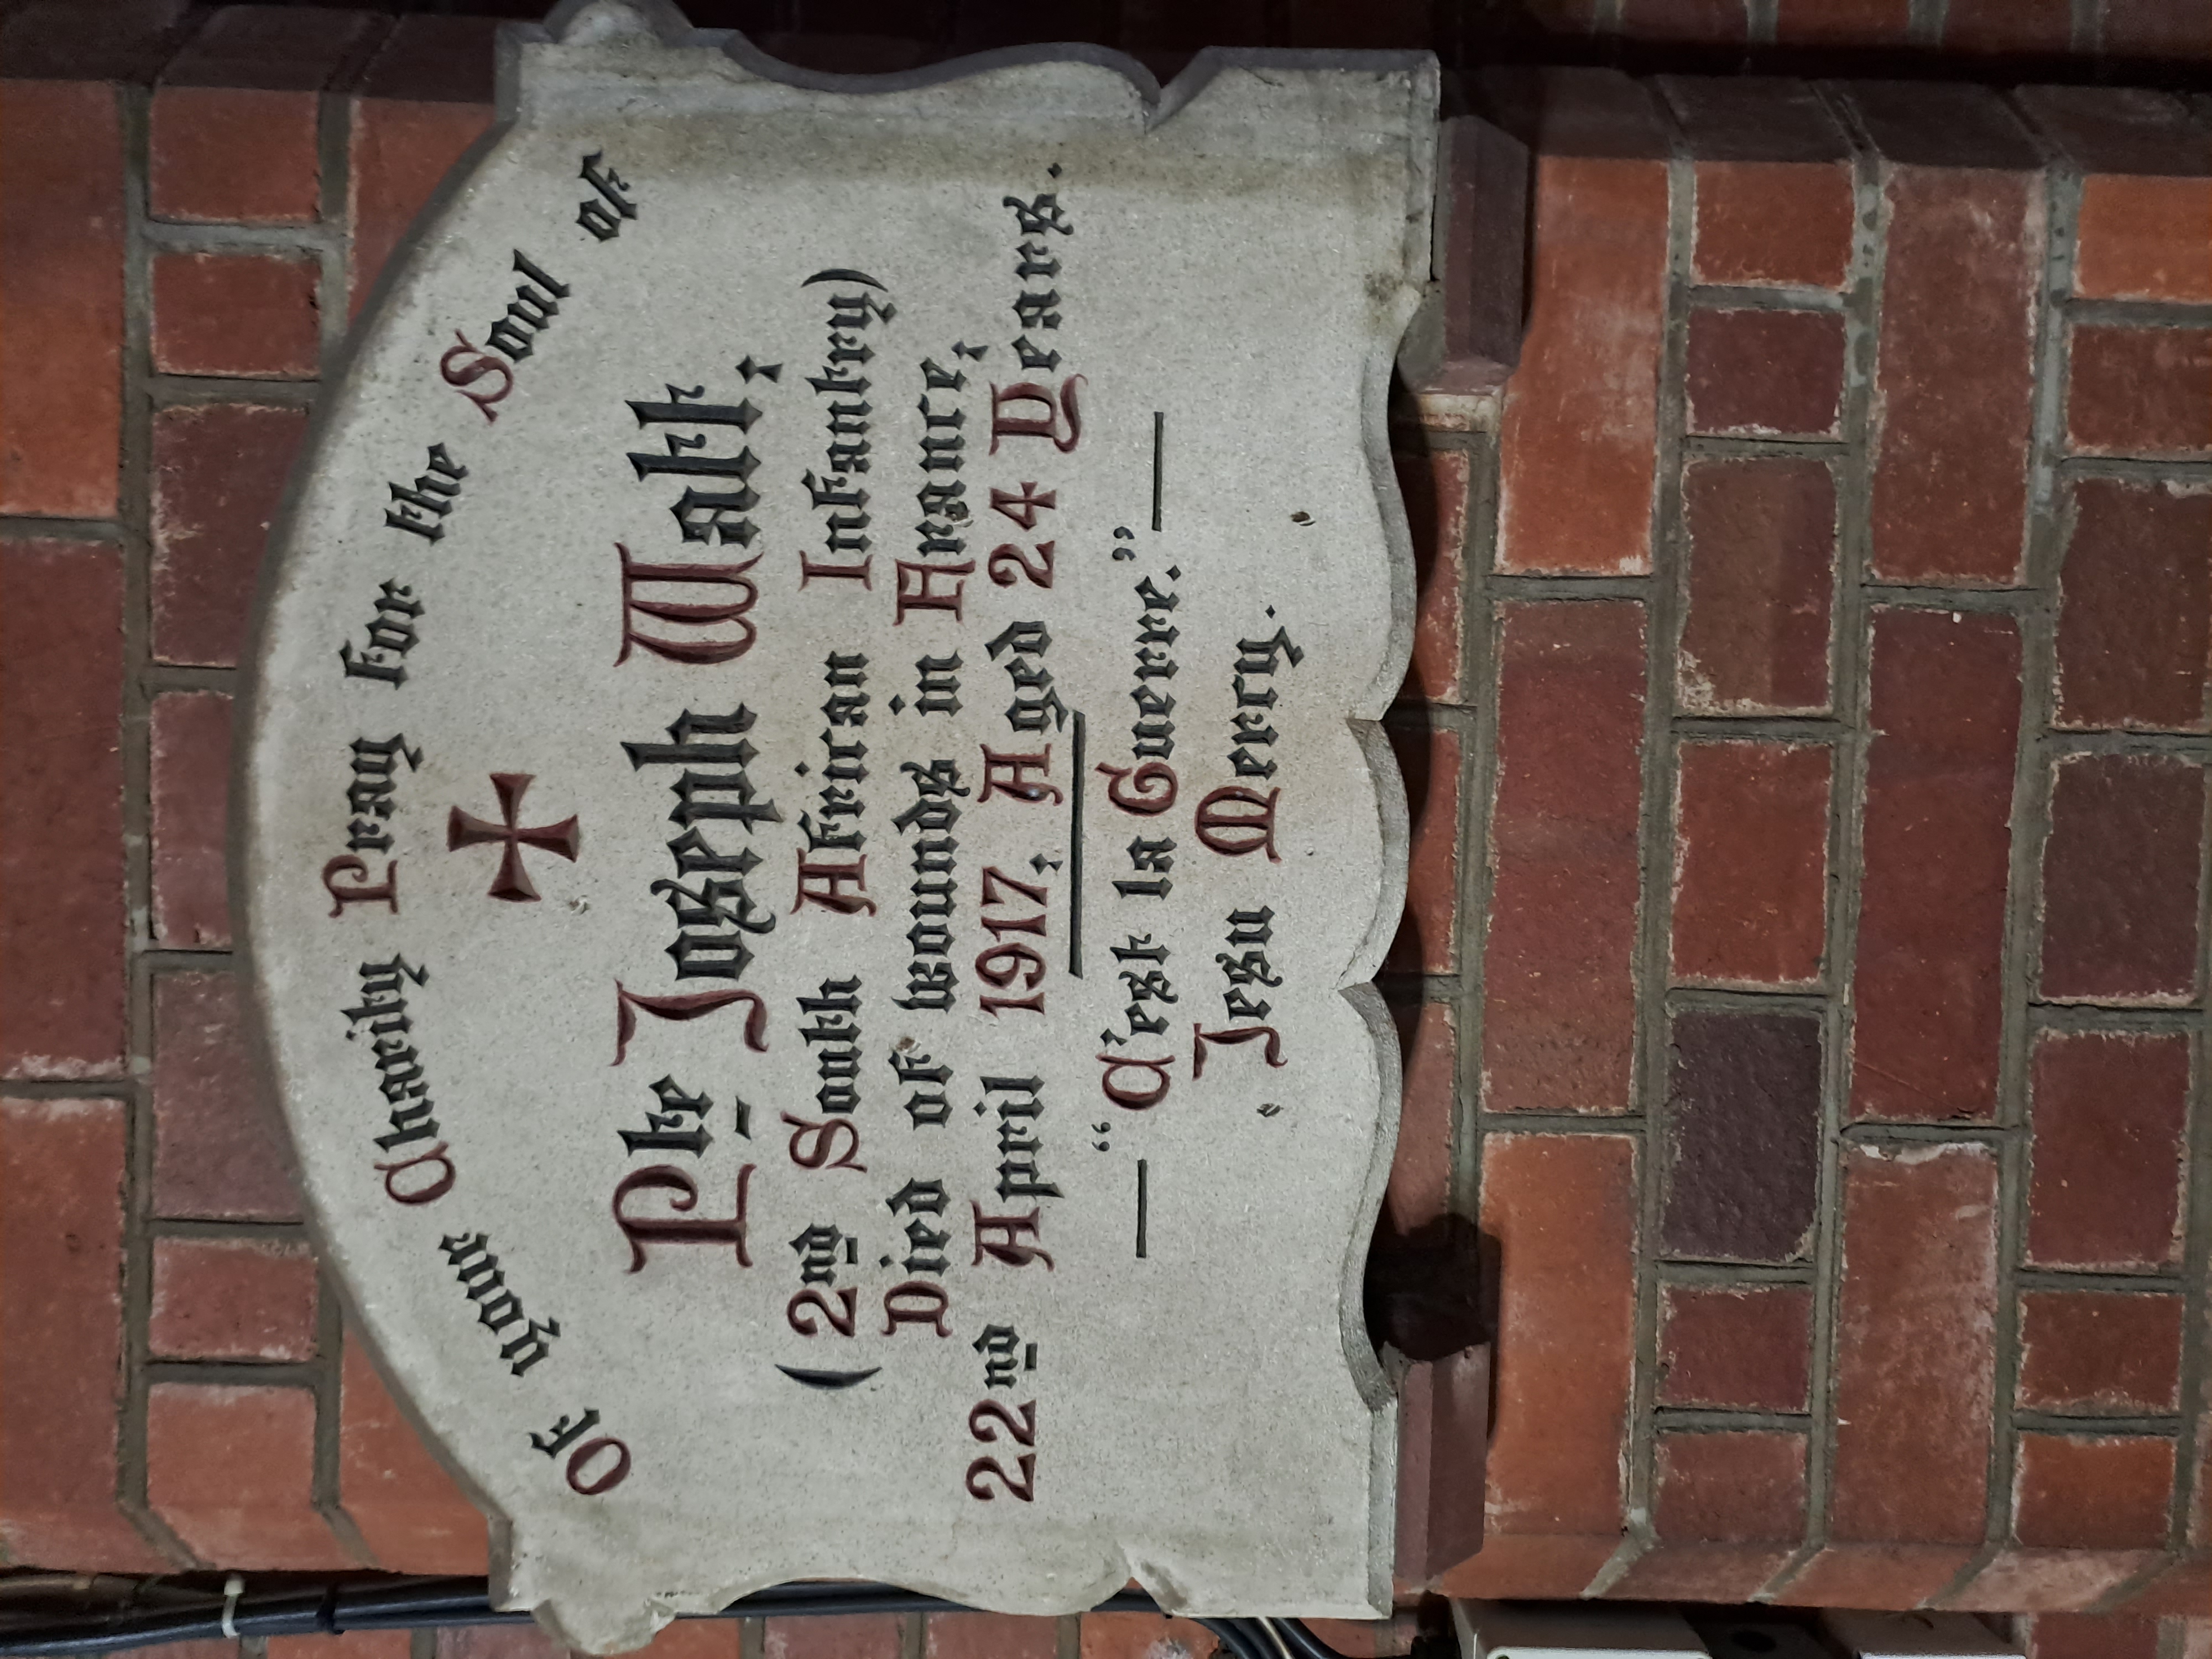 Of your Charity Pray for the Soul of
Pte Joseph Watt,
(2nd South African Infantry)
Died of wounds in France,
22nd April 1917, Aged 24 Years.
— “C'est la Guerre.” —
· Jesu Mercy ·